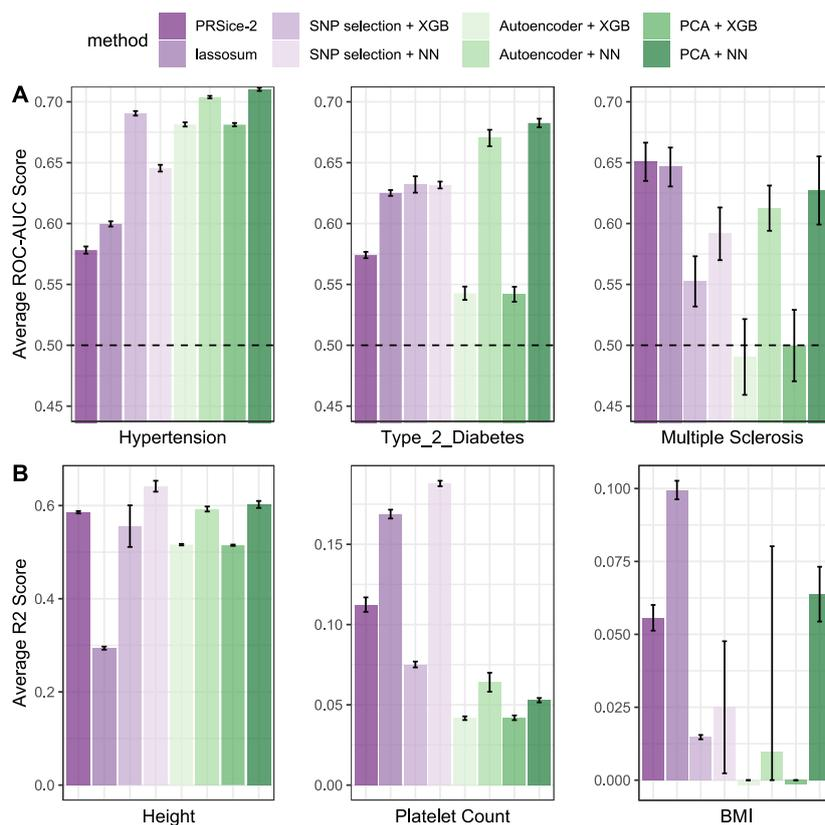 method
PRSice-2 SNP selection + XGB Autoencoder + XGB PCA + XGB
lassosum SNP selection + NN Autoencoder + NN PCA + NN
A
Average ROC-AUC Score
0.70
0.65
0.60
0.55
0.50
0.45
Hypertension
0.70
0.65
0.60
0.55
0.50
0.45
Type_2_Diabetes
0.70
0.65
0.60
0.55
0.50
0.45
Multiple Sclerosis
B
Average R2 Score
0.6
0.4
0.2
0.0
Height
0.15
0.10
0.05
0.00
Platelet Count
0.100
0.075
0.050
0.025
0.000
BMI